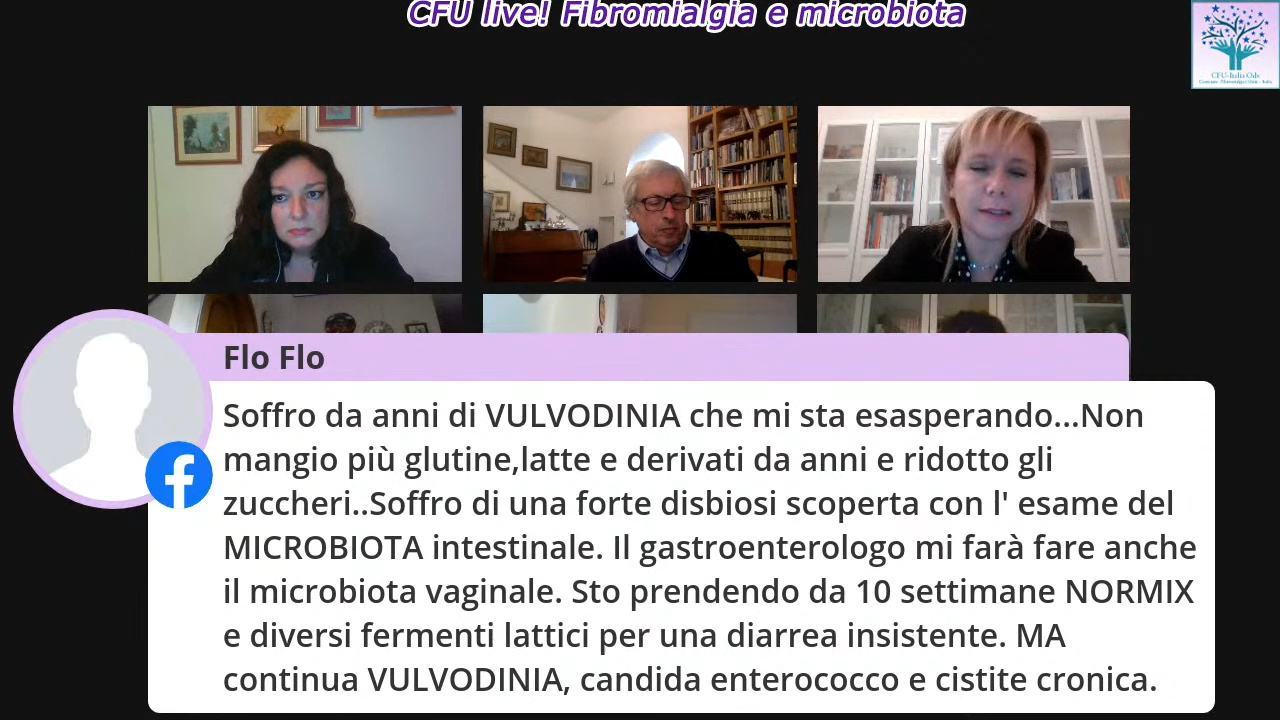 CFU live! Fibromialgia e microbiota
CFU-Italia Odv
Flo Flo
Soffro da anni di VULVODINIA che mi sta esasperando...Non
mangio più glutine,latte e derivati da anni e ridotto gli
zuccheri..Soffro di una forte disbiosi scoperta con l' esame del
MICROBIOTA intestinale. Il gastroenterologo mi farà fare anche
il microbiota vaginale. Sto prendendo da 10 settimane NORMIX
e diversi fermenti lattici per una diarrea insistente. MA
continua VULVODINIA, candida enterococco e cistite cronica.